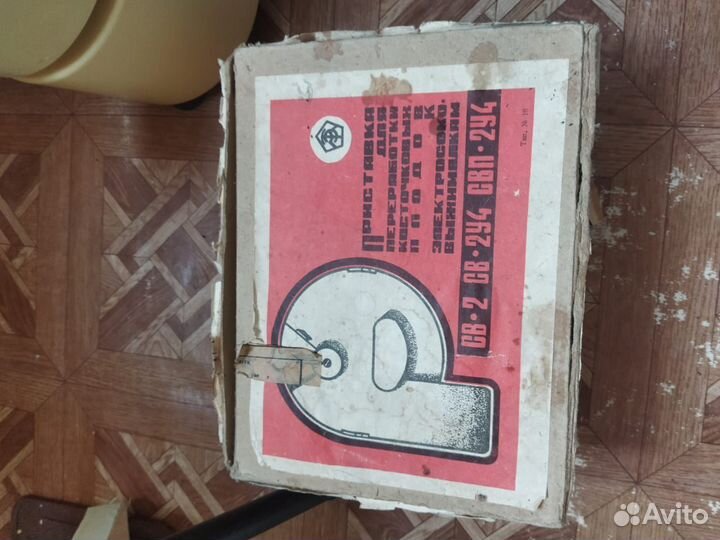 Приставка
для
переработки
косточковых
плодов
к
электросоко-
выжималкам
СВ·2 СВ·2У4 СВП·2У4
Avito